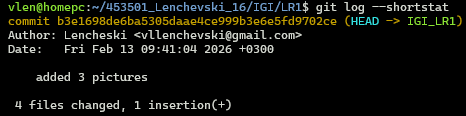 vlen@homepc:~/453501_Lenchevski_16/IGI/LR1$ git log --shortstat
commit b3e1698de6ba5305daae4ce999b3e6e5fd9702ce (HEAD -> IGI_LR1)
Author: Lencheski <vllenchevski@gmail.com>
Date:   Fri Feb 13 09:41:04 2026 +0300
    added 3 pictures
 4 files changed, 1 insertion(+)